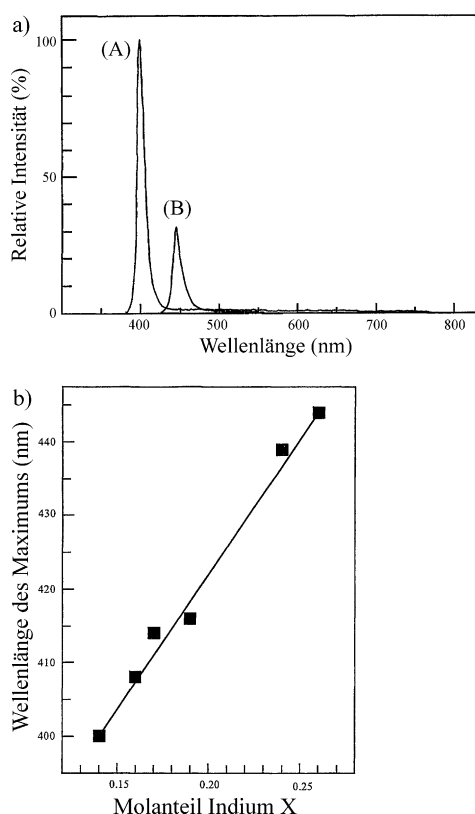 a)
100
(A)
Relative Intensität (%)
50
(B)
0
400
500
600
700
800
Wellenlänge (nm)
b)
440
Wellenlänge des Maximums (nm)
430
420
410
400
0.15
0.20
0.25
Molanteil Indium X